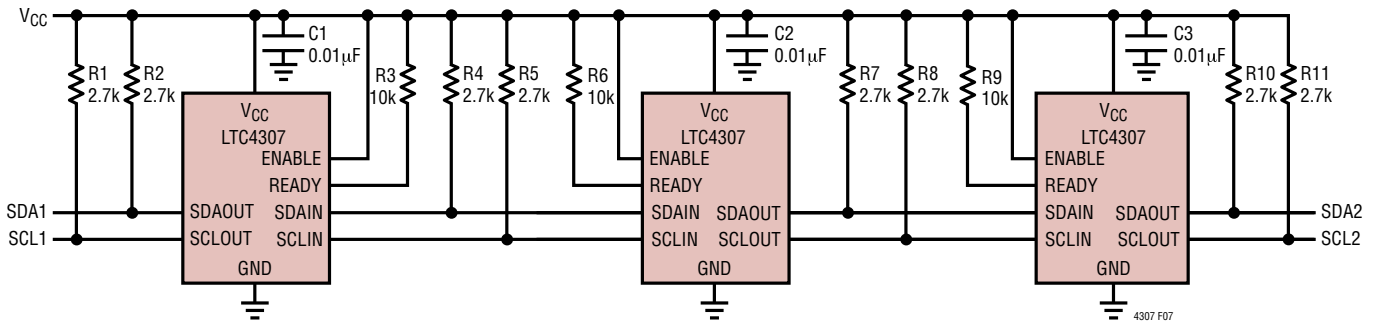 VCC
C1
0.01µF
C2
0.01µF
C3
0.01µF
R1
2.7k
R2
2.7k
R3
10k
R4
2.7k
R5
2.7k
R6
10k
R7
2.7k
R8
2.7k
R9
10k
R10
2.7k
R11
2.7k
VCC
LTC4307
ENABLE
READY
SDAOUT
SDAIN
SCLOUT
SCLIN
GND
VCC
LTC4307
ENABLE
READY
SDAIN
SDAOUT
SCLIN
SCLOUT
GND
VCC
LTC4307
ENABLE
READY
SDAIN
SDAOUT
SCLIN
SCLOUT
GND
SDA1
SCL1
SDA2
SCL2
4307 F07